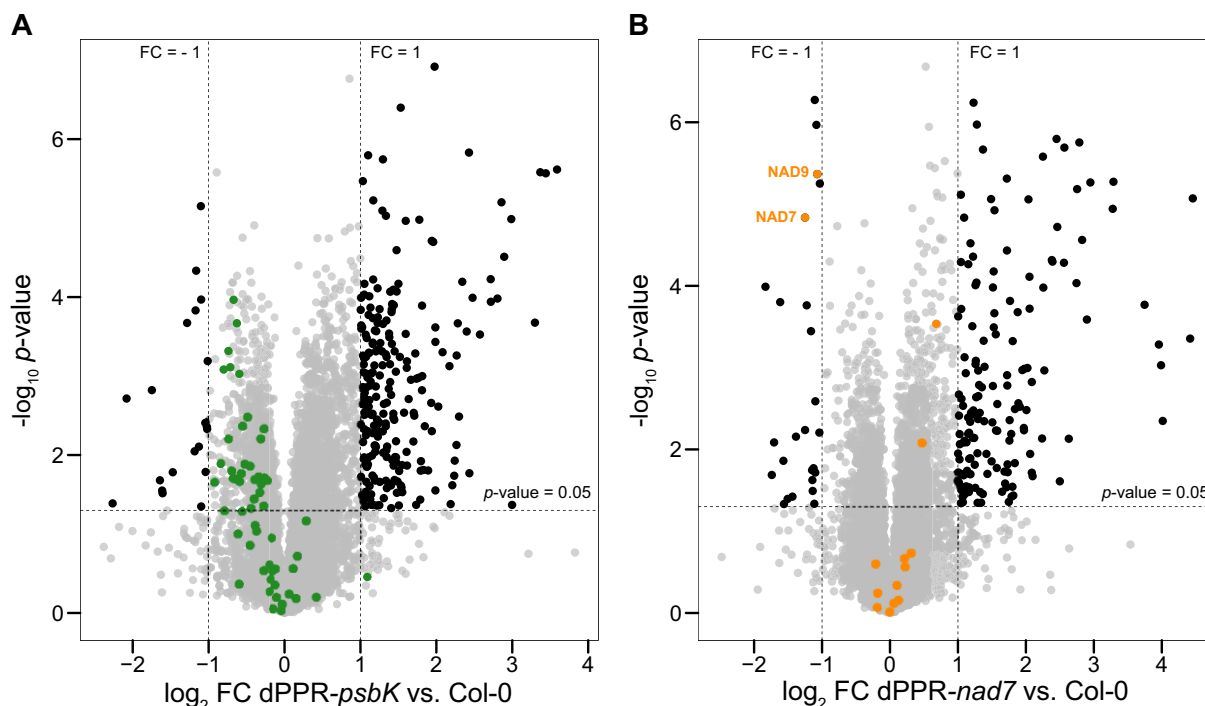 A
B
FC = - 1
FC = 1
FC = - 1
FC = 1
6
4
2
0
-log10 p-value
p-value = 0.05
−2
−1
0
1
2
3
4
log2 FC dPPR-psbK vs. Col-0
NAD9
NAD7
6
4
2
0
-log10 p-value
p-value = 0.05
−2
−1
0
1
2
3
4
log2 FC dPPR-nad7 vs. Col-0